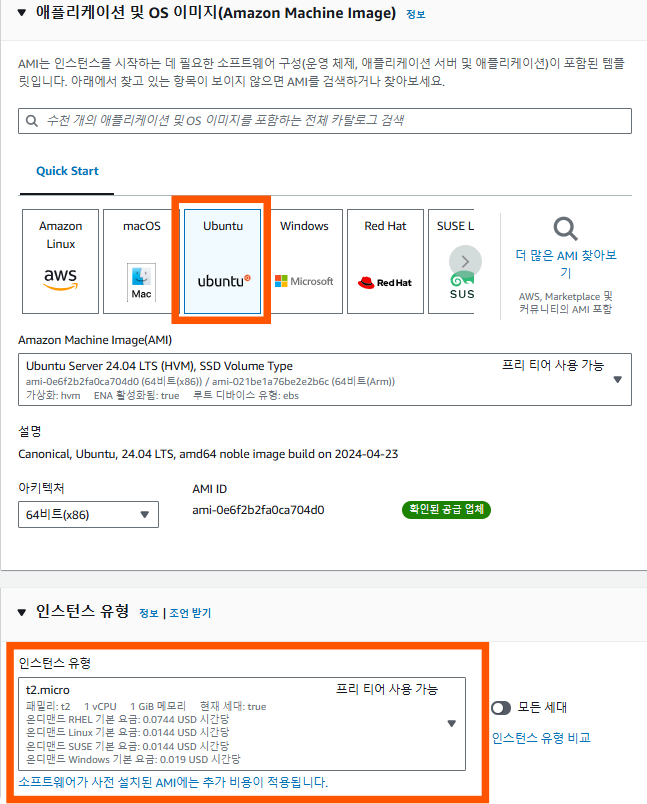 애플리케이션 및 OS 이미지(Amazon Machine Image) 정보
AMI는 인스턴스를 시작하는 데 필요한 소프트웨어 구성(운영 체제, 애플리케이션 서버 및 애플리케이션)이 포함된 템플
릿입니다. 아래에서 찾고 있는 항목이 보이지 않으면 AMI를 검색하거나 찾아보세요.
수천 개의 애플리케이션 및 OS 이미지를 포함하는 전체 카탈로그 검색
Quick Start
Amazon
Linux
aws
macOS
Mac
Ubuntu
ubuntu
Windows
Microsoft
Red Hat
Red Hat
SUSE L
SUS
더 많은 AMI 찾아보
기
AWS, Marketplace 및
커뮤니티의 AMI 포함
Amazon Machine Image(AMI)
Ubuntu Server 24.04 LTS (HVM), SSD Volume Type 프리 티어 사용 가능
ami-0e6f2b2fa0ca704d0 (64비트(x86)) / ami-021be1a76be2e2b6c (64비트(Arm))
가상화: hvm ENA 활성화됨: true 루트 디바이스 유형: ebs
설명
Canonical, Ubuntu, 24.04 LTS, amd64 noble image build on 2024-04-23
아키텍처
64비트(x86)
AMI ID
ami-0e6f2b2fa0ca704d0
확인된 공급 업체
인스턴스 유형 정보 | 조언 받기
인스턴스 유형
t2.micro 프리 티어 사용 가능
패밀리: t2 1 vCPU 1 GiB 메모리 현재 세대: true
온디맨드 RHEL 기본 요금: 0.0744 USD 시간당
온디맨드 Linux 기본 요금: 0.0144 USD 시간당
온디맨드 SUSE 기본 요금: 0.0144 USD 시간당
온디맨드 Windows 기본 요금: 0.019 USD 시간당
모든 세대
인스턴스 유형 비교
소프트웨어가 사전 설치된 AMI에는 추가 비용이 적용됩니다.